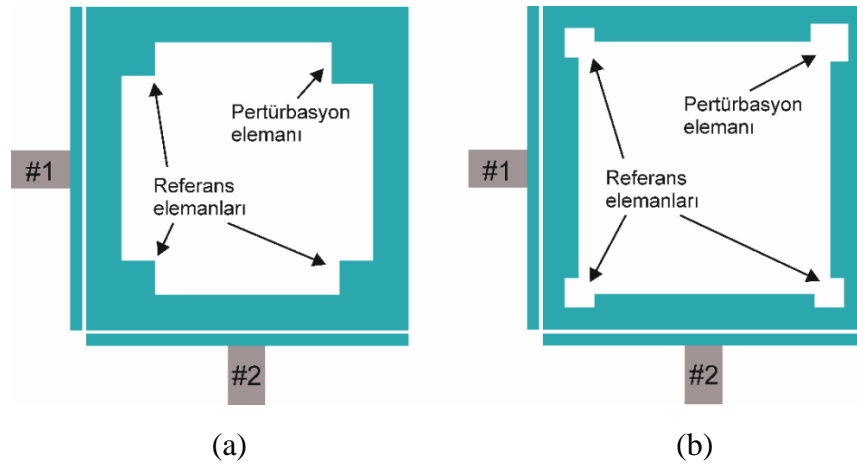 Pertürbasyon
elemanı
#1
Referans
elemanları
#2
(a)
Pertürbasyon
elemanı
#1
Referans
elemanları
#2
(b)